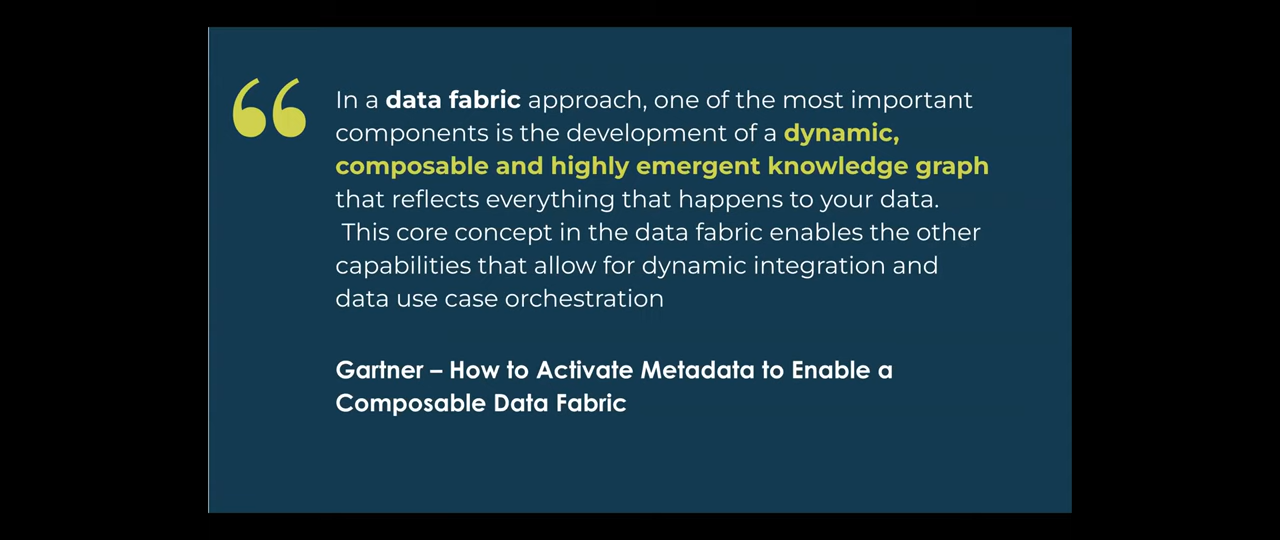 In a data fabric approach, one of the most important
components is the development of a dynamic,
composable and highly emergent knowledge graph
that reflects everything that happens to your data.
This core concept in the data fabric enables the other
capabilities that allow for dynamic integration and
data use case orchestration
Gartner – How to Activate Metadata to Enable a
Composable Data Fabric